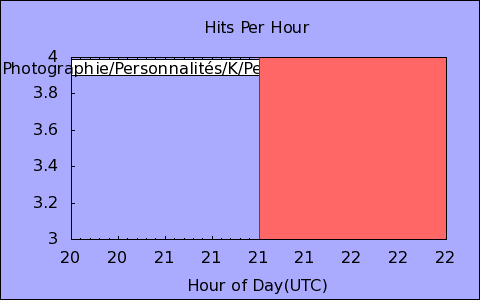 Hits Per Hour
4
Photographie/Personnalités/K/Pe
3.8
3.6
3.4
3.2
3
20 20 21 21 21 21 22 22 22
Hour of Day(UTC)